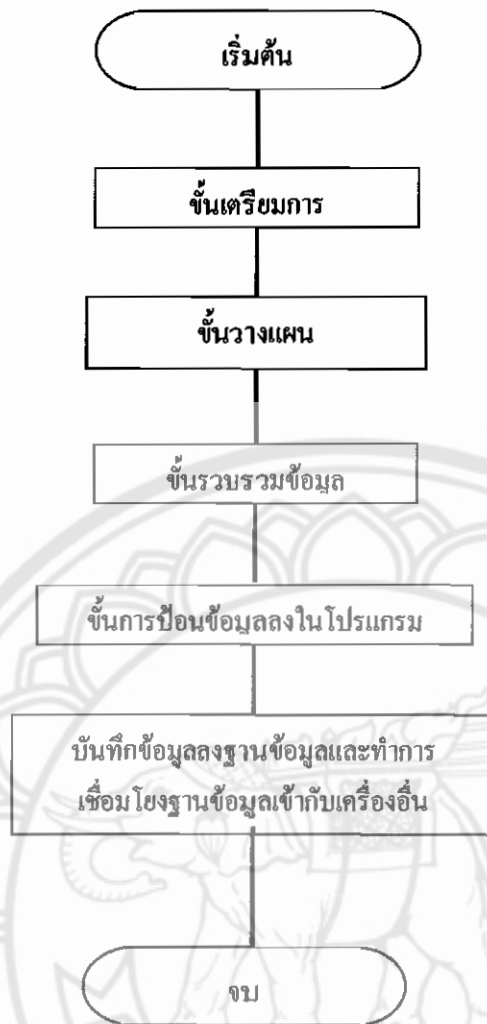 เริ่มต้น
ขั้นเตรียมการ
ขั้นวางแผน
ขั้นรวบรวมข้อมูล
ขั้นการป้อนข้อมูลลงในโปรแกรม
บันทึกข้อมูลลงฐานข้อมูลและทำการ
เชื่อมโยงฐานข้อมูลเข้ากับเครื่องอื่น
จบ